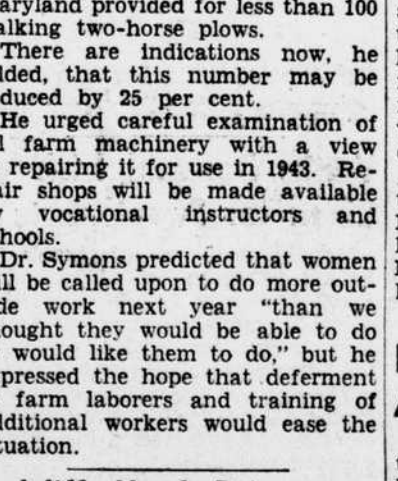 aryland provided for less than 100
alking two-horse plows.
There are indications now, he
dded, that this number may be
duced by 25 per cent.
He urged careful examination of
l farm machinery with a view
repairing it for use in 1943. Re-
air shops will be made available
y vocational instructors and
hools.
Dr. Symons predicted that women
ill be called upon to do more out-
de work next year "than we
ought they would be able to do
would like them to do," but he
pressed the hope that deferment
farm laborers and training of
dditional workers would ease the
tuation.